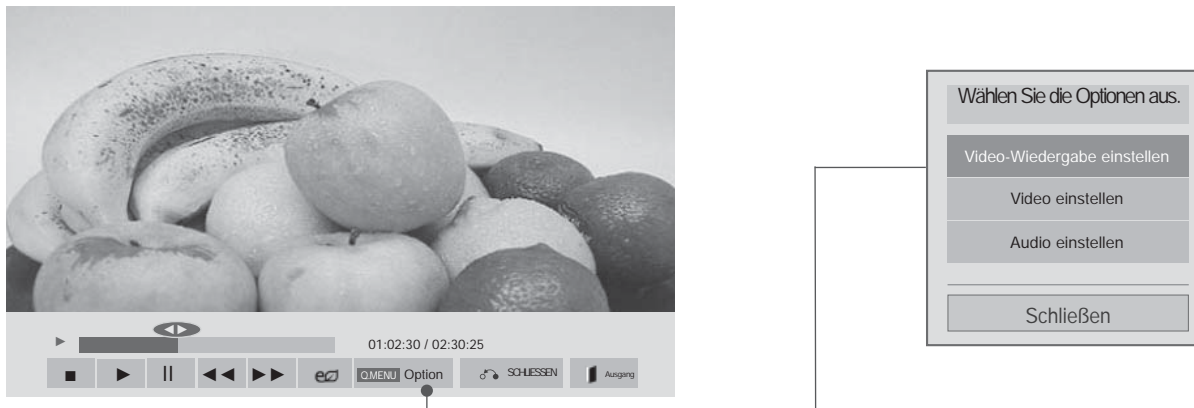 01:02:30 / 02:30:25
Q.MENU Option SCHLIESSEN Ausgang
Wählen Sie die Optionen aus.
Video-Wiedergabe einstellen
Video einstellen
Audio einstellen
Schließen